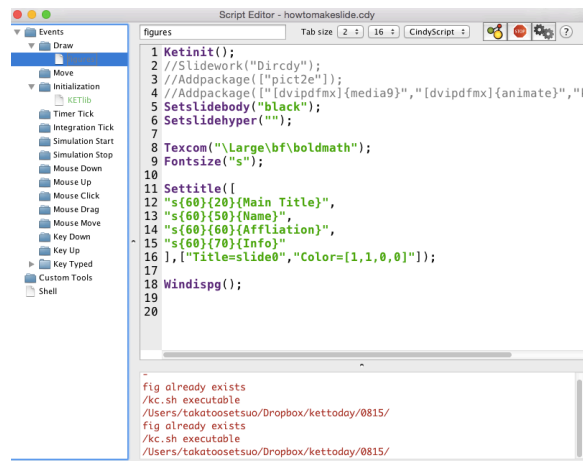 Script Editor - howtomakeslide.cdy
Events
Draw
Move
Initialization
KETlib
Timer Tick
Integration Tick
Simulation Start
Simulation Stop
Mouse Down
Mouse Up
Mouse Click
Mouse Drag
Mouse Move
Key Down
Key Up
Key Typed
Custom Tools
Shell
figures
Tab size 2 16 CindyScript STOP ?
1 Ketinit();
2 //Slidework("Dircdy");
3 //Addpackage(["pict2e"]);
4 //Addpackage(["[dvipdfmx]{media9}","[dvipdfmx]{animate}","
5 Setslidebody("black");
6 Setslidehyper("");
7
8 Texcom("\Large\bf\boldmath");
9 Fontsize("s");
10
11 Settitle([
12 "s{60}{20}{Main Title}",
13 "s{60}{50}{Name}",
14 "s{60}{60}{Affliation}",
15 "s{60}{70}{Info}"
16 ],["Title=slide0","Color=[1,1,0,0]"]);
17
18 Windispg();
19
20
fig already exists
/kc.sh executable
/Users/takatoosetsuo/Dropbox/kettoday/0815/
fig already exists
/kc.sh executable
/Users/takatoosetsuo/Dropbox/kettoday/0815/